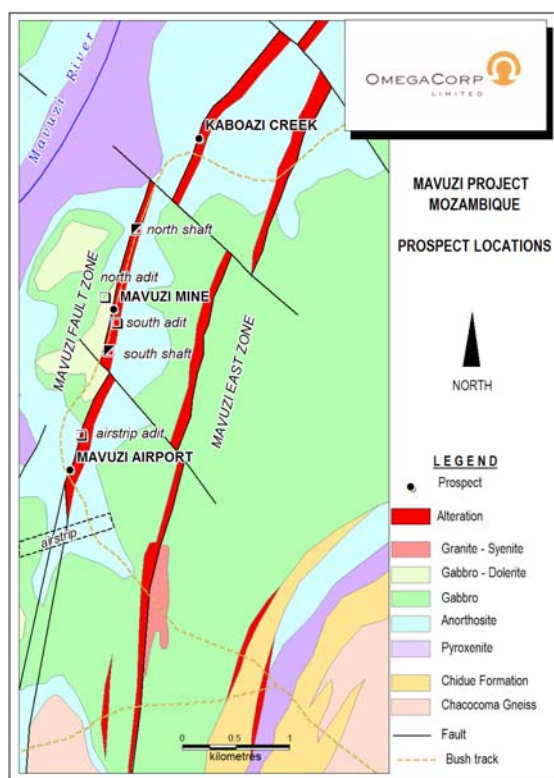 OMEGACORP
LIMITED
MAVUZI PROJECT
MOZAMBIQUE
PROSPECT LOCATIONS
NORTH
LEGEND
Prospect
Alteration
Granite - Syenite
Gabbro - Dolerite
Gabbro
Anorthosite
Pyroxenite
Chidue Formation
Chacocoma Gneiss
Fault
Bush track
Mavuzi River
KABOAZI CREEK
north shaft
north adit
MAVUZI MINE
south adit
south shaft
MAVUZI FAULT ZONE
MAVUZI EAST ZONE
airstrip adit
MAVUZI AIRPORT
airstrip
0 0.5 1
kilometres